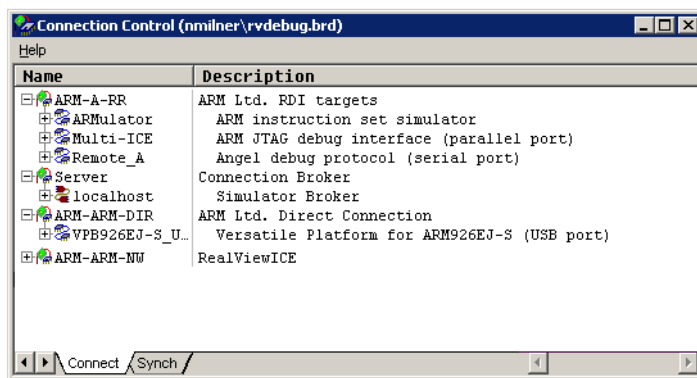 Connection Control (nmilner\rvdebug.brd)
Help
Name Description
ARM-A-RR ARM Ltd. RDI targets
ARMulator ARM instruction set simulator
Multi-ICE ARM JTAG debug interface (parallel port)
Remote_A Angel debug protocol (serial port)
Server Connection Broker
localhost Simulator Broker
ARM-ARM-DIR ARM Ltd. Direct Connection
VPB926EJ-S_U... Versatile Platform for ARM926EJ-S (USB port)
ARM-ARM-NW RealViewICE
Connect Synch